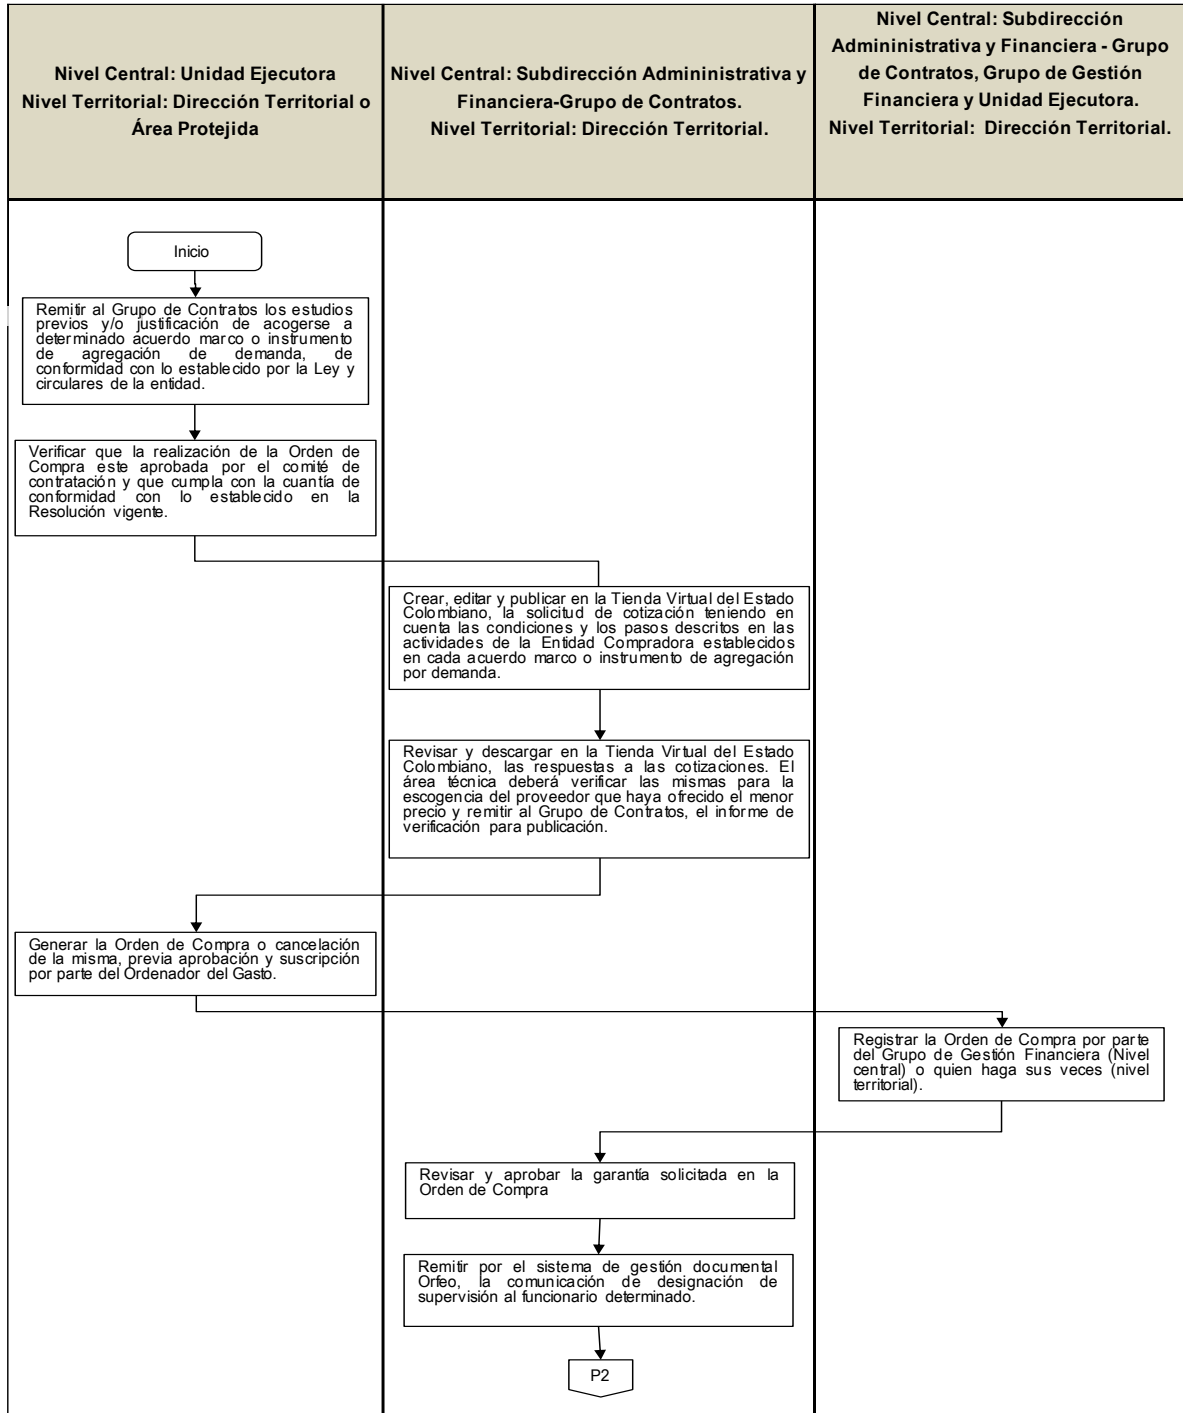 Nivel Central: Unidad Ejecutora
Nivel Territorial: Dirección Territorial o
Área Protejida
Nivel Central: Subdirección Admininistrativa y
Financiera-Grupo de Contratos.
Nivel Territorial: Dirección Territorial.
Nivel Central: Subdirección
Admininistrativa y Financiera - Grupo
de Contratos, Grupo de Gestión
Financiera y Unidad Ejecutora.
Nivel Territorial: Dirección Territorial.
Inicio
Remitir al Grupo de Contratos los estudios
previos y/o justificación de acogerse a
determinado acuerdo marco o instrumento
de agregación de demanda, de
conformidad con lo establecido por la Ley y
circulares de la entidad.
Verificar que la realización de la Orden de
Compra este aprobada por el comité de
contratación y que cumpla con la cuantía de
conformidad con lo establecido en la
Resolución vigente.
Crear, editar y publicar en la Tienda Virtual del Estado
Colombiano, la solicitud de cotización teniendo en
cuenta las condiciones y los pasos descritos en las
actividades de la Entidad Compradora establecidos
en cada acuerdo marco o instrumento de agregación
por demanda.
Revisar y descargar en la Tienda Virtual del Estado
Colombiano, las respuestas a las cotizaciones. El
área técnica deberá verificar las mismas para la
escogencia del proveedor que haya ofrecido el menor
precio y remitir al Grupo de Contratos, el informe de
verificación para publicación.
Generar la Orden de Compra o cancelación
de la misma, previa aprobación y suscripción
por parte del Ordenador del Gasto.
Registrar la Orden de Compra por parte
del Grupo de Gestión Financiera (Nivel
central) o quien haga sus veces (nivel
territorial).
Revisar y aprobar la garantía solicitada en la
Orden de Compra
Remitir por el sistema de gestión documental
Orfeo, la comunicación de designación de
supervisión al funcionario determinado.
P2